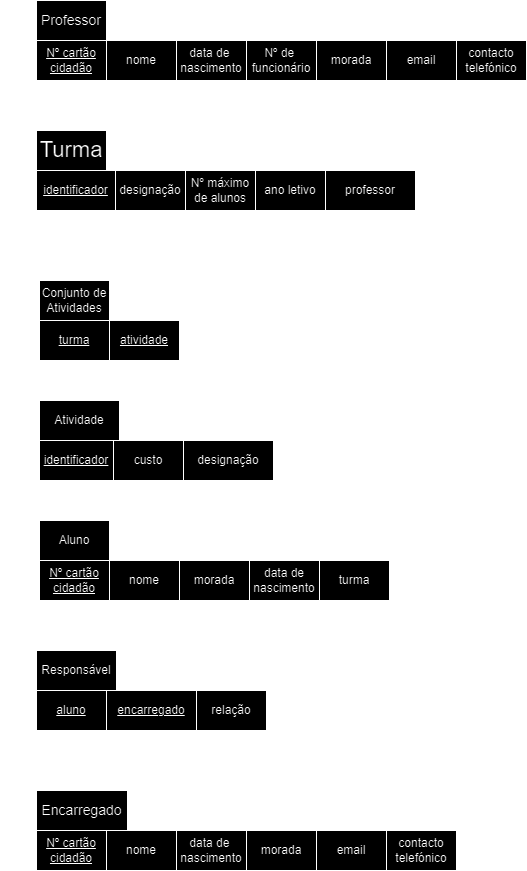 Professor
Nº cartão cidadão nome data de nascimento Nº de funcionário morada email contacto telefónico
Turma
identificador designação Nº máximo de alunos ano letivo professor
Conjunto de Atividades
turma atividade
Atividade
identificador custo designação
Aluno
Nº cartão cidadão nome morada data de nascimento turma
Responsável
aluno encarregado relação
Encarregado
Nº cartão cidadão nome data de nascimento morada email contacto telefónico